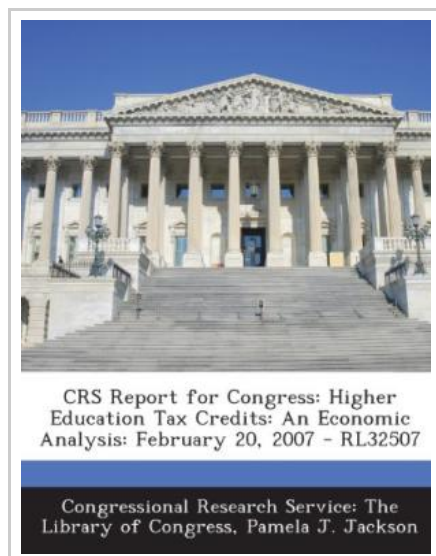 CRS Report for Congress: Higher
Education Tax Credits: An Economic
Analysis: February 20, 2007 - RL32507
Congressional Research Service: The
Library of Congress, Pamela J. Jackson